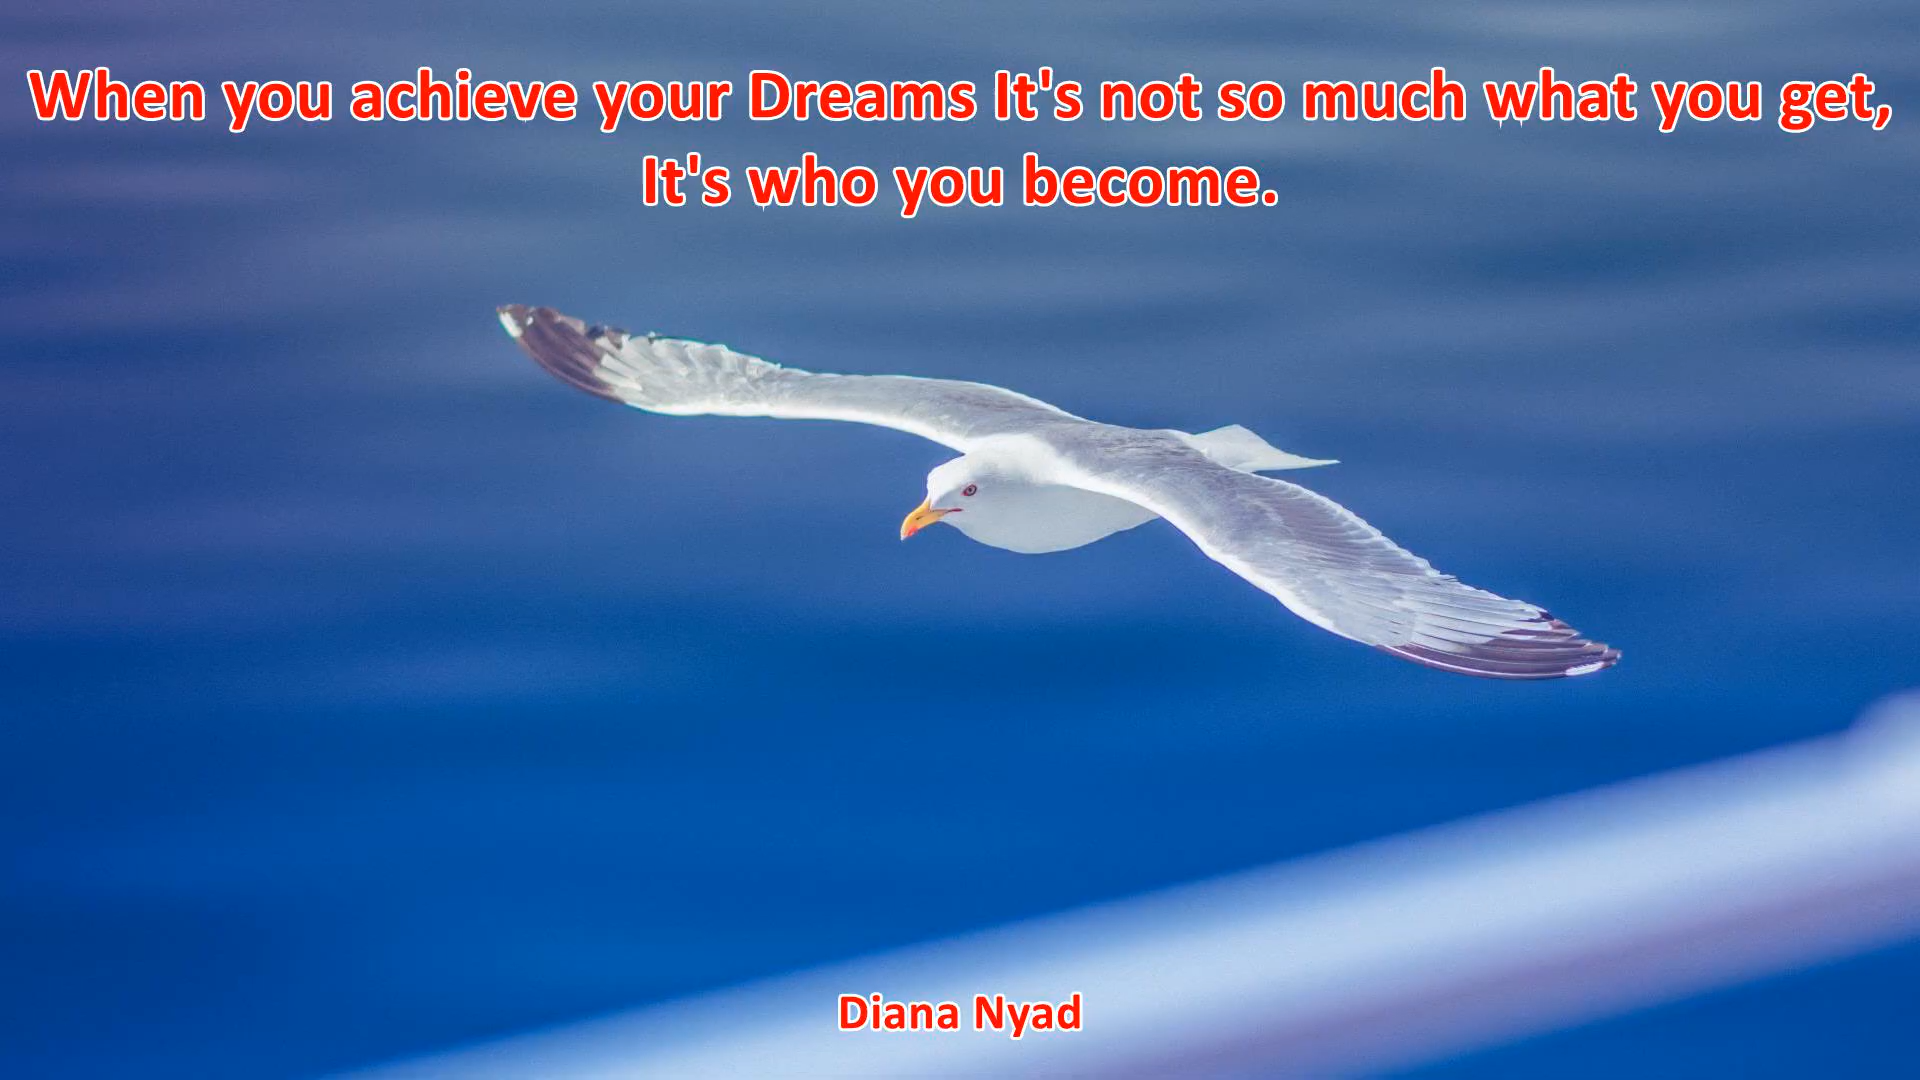 When you achieve your Dreams It's not so much what you get,
It's who you become.
Diana Nyad